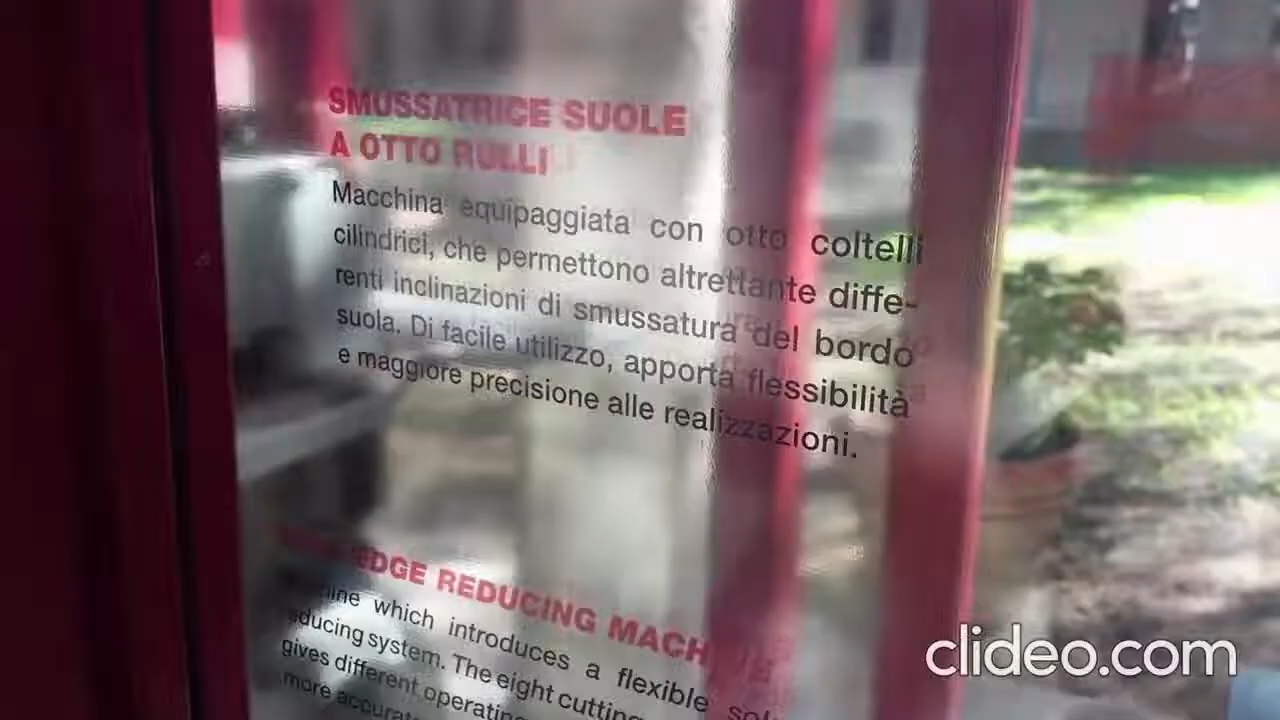 SMUSSATRICE SUOLE
A OTTO RULLI
Macchina equipaggiata con otto coltelli
cilindrici, che permettono altrettante diffe-
renti inclinazioni di smussatura del bordo
suola. Di facile utilizzo, apporta flessibilità
e maggiore precisione alle realizzazioni.
EDGE REDUCING
which introduces a flexible
system. The eight cutting
gives different
more
clideo.com